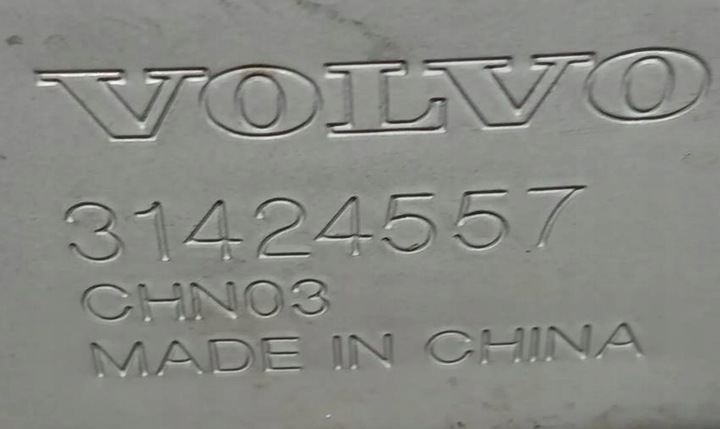 VOLVO
31424557
CHN03
MADE IN CHINA